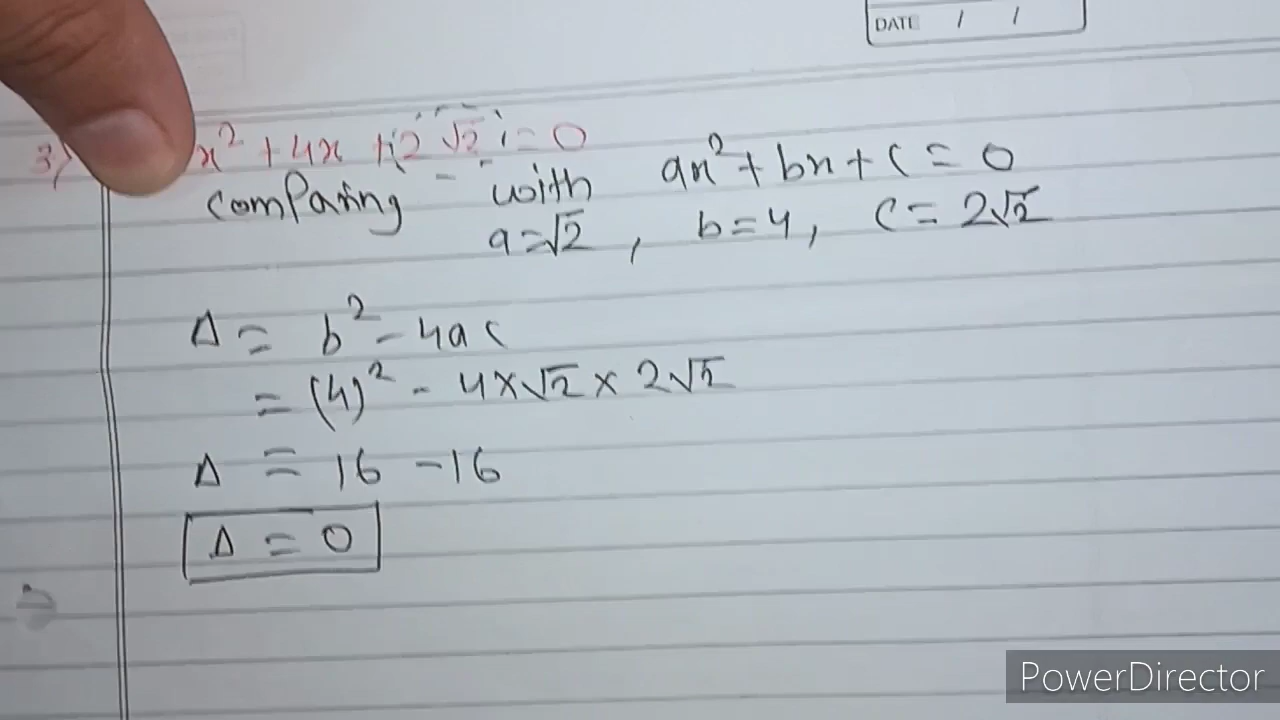 DATE / /
3) x² + 4x + 2√2 = 0
comparing with ax² + bx + c = 0
a=√2, b=4, c=2√2
Δ = b² - 4ac
= (4)² - 4×√2×2√2
Δ = 16 - 16
Δ = 0
PowerDirector